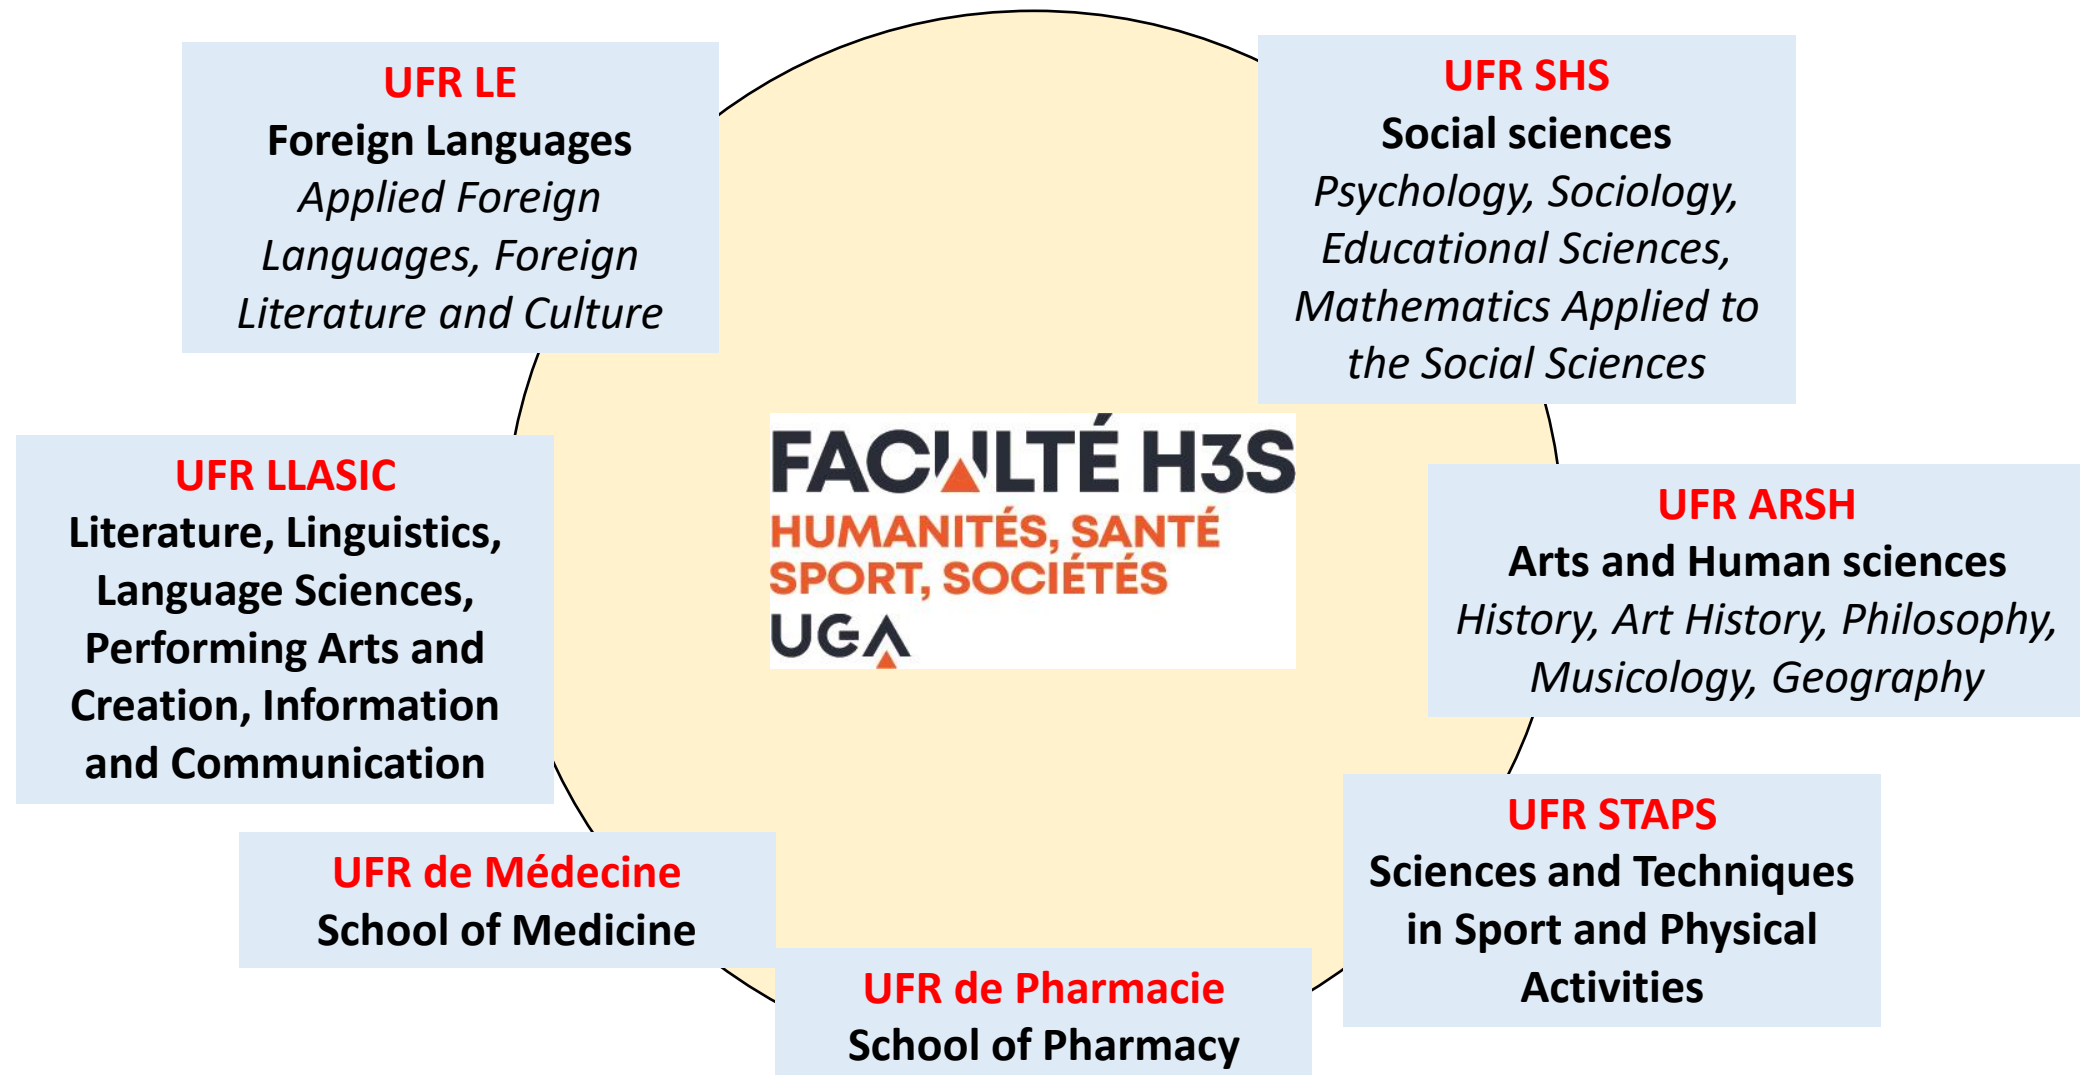 UFR LE
Foreign Languages
Applied Foreign
Languages, Foreign
Literature and Culture
UFR SHS
Social sciences
Psychology, Sociology,
Educational Sciences,
Mathematics Applied to
the Social Sciences
UFR LLASIC
Literature, Linguistics,
Language Sciences,
Performing Arts and
Creation, Information
and Communication
FACULTÉ H3S
HUMANITÉS, SANTÉ
SPORT, SOCIÉTÉS
UGA
UFR ARSH
Arts and Human sciences
History, Art History, Philosophy,
Musicology, Geography
UFR de Médecine
School of Medicine
UFR de Pharmacie
School of Pharmacy
UFR STAPS
Sciences and Techniques
in Sport and Physical
Activities